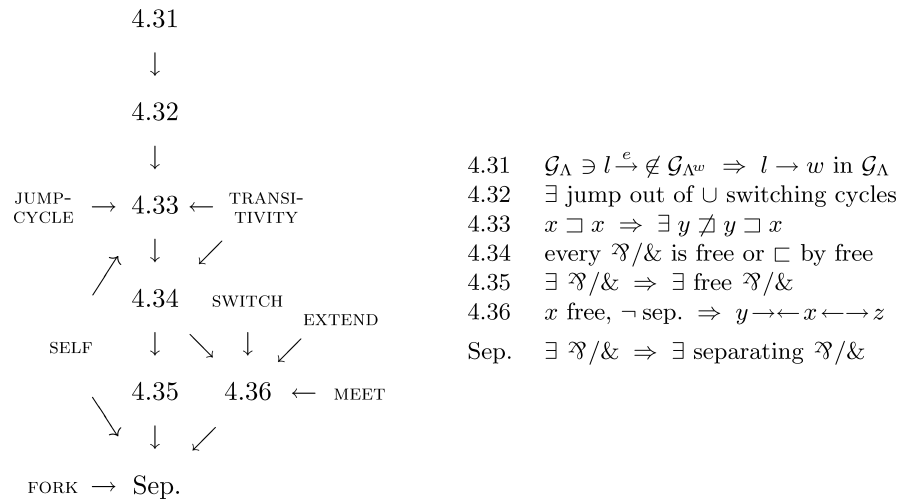 4.31
4.32
JUMP-
CYCLE → 4.33 ← TRANSI-
TIVITY
4.34 SWITCH
EXTEND
SELF
4.35 4.36 ← MEET
FORK → Sep.
4.31 𝒢_Λ ∋ l →^e ∉ 𝒢_{Λ^w} ⇒ l → w in 𝒢_Λ
4.32 ∃ jump out of ∪ switching cycles
4.33 x ⊐ x ⇒ ∃ y ⋣̸ y ⊐ x
4.34 every ⅋/& is free or ⊏ by free
4.35 ∃ ⅋/& ⇒ ∃ free ⅋/&
4.36 x free, ¬ sep. ⇒ y→←x←→z
Sep. ∃ ⅋/& ⇒ ∃ separating ⅋/&